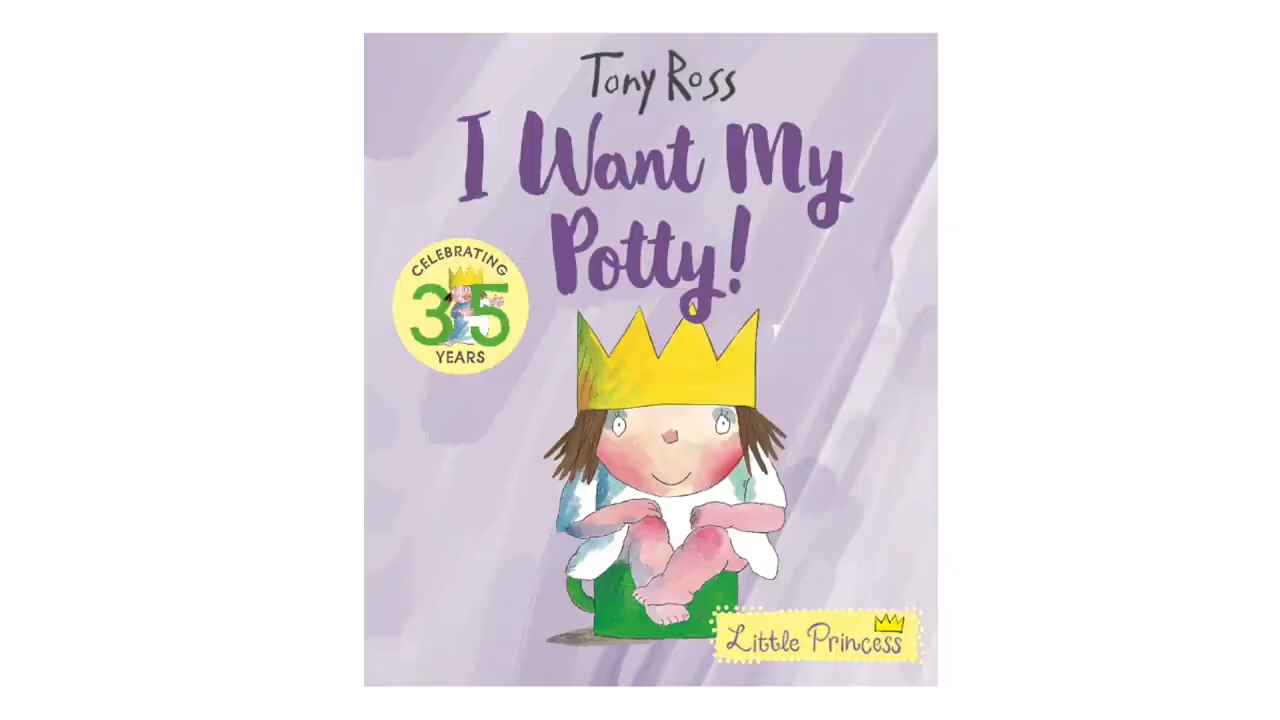 Tony Ross
I Want My
Potty!
CELEBRATING
35
YEARS
Little Princess